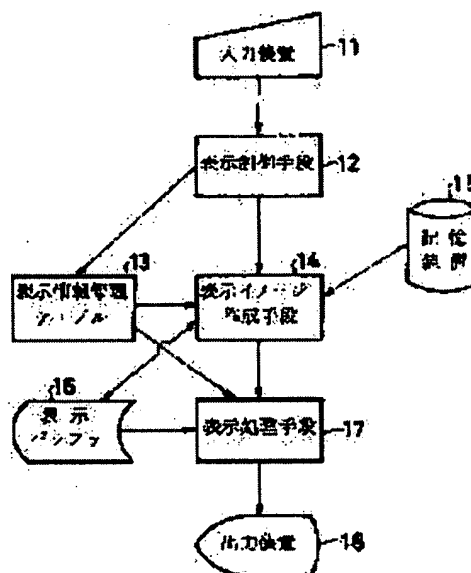 11
入力装置
12
表示制御手段
15
記憶
装置
13
表示情報管理
テーブル
14
表示イメージ
作成手段
16
表示
バッファ
表示処理手段
17
出力装置
18